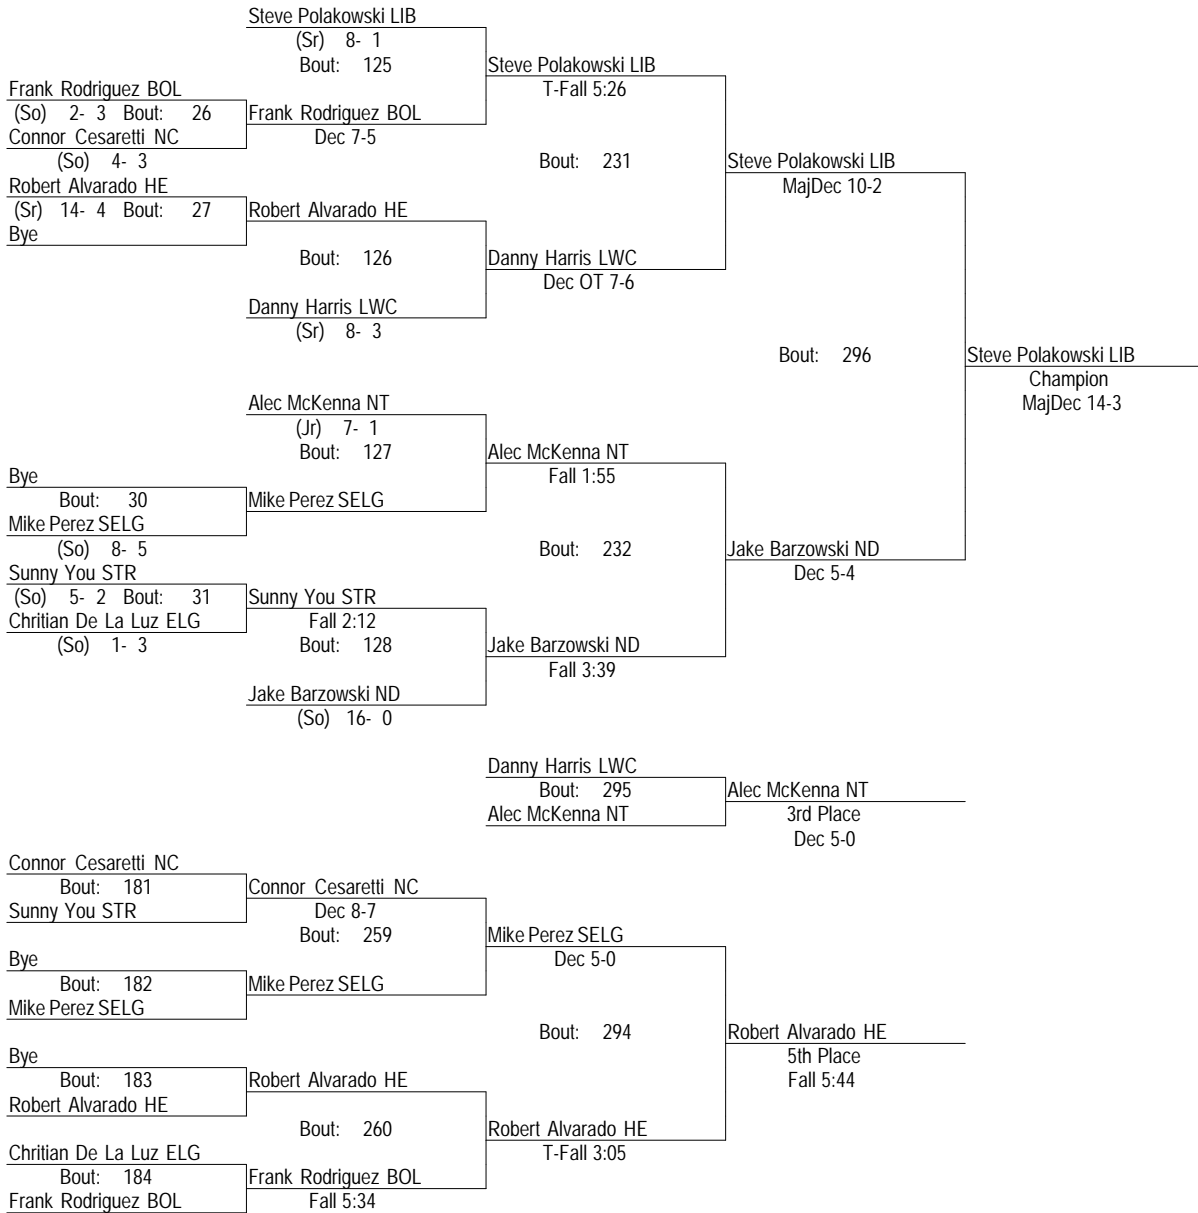 Steve Polakowski LIB
(Sr) 8- 1
Bout: 125
Steve Polakowski LIB
T-Fall 5:26
Frank Rodriguez BOL
(So) 2- 3 Bout: 26
Frank Rodriguez BOL
Dec 7-5
Connor Cesaretti NC
(So) 4- 3
Bout: 231
Steve Polakowski LIB
MajDec 10-2
Robert Alvarado HE
(Sr) 14- 4 Bout: 27
Robert Alvarado HE
Bye
Bout: 126
Danny Harris LWC
Dec OT 7-6
Danny Harris LWC
(Sr) 8- 3
Bout: 296
Steve Polakowski LIB
Champion
MajDec 14-3
Alec McKenna NT
(Jr) 7- 1
Bout: 127
Alec McKenna NT
Fall 1:55
Bye
Bout: 30
Mike Perez SELG
Mike Perez SELG
(So) 8- 5
Bout: 232
Jake Barzowski ND
Dec 5-4
Sunny You STR
(So) 5- 2 Bout: 31
Sunny You STR
Fall 2:12
Chritian De La Luz ELG
(So) 1- 3
Bout: 128
Jake Barzowski ND
Fall 3:39
Jake Barzowski ND
(So) 16- 0
Danny Harris LWC
Bout: 295
Alec McKenna NT
Alec McKenna NT
3rd Place
Dec 5-0
Connor Cesaretti NC
Bout: 181
Connor Cesaretti NC
Sunny You STR
Dec 8-7
Bout: 259
Mike Perez SELG
Dec 5-0
Bye
Bout: 182
Mike Perez SELG
Mike Perez SELG
Bout: 294
Robert Alvarado HE
5th Place
Fall 5:44
Bye
Bout: 183
Robert Alvarado HE
Robert Alvarado HE
Bout: 260
Robert Alvarado HE
T-Fall 3:05
Chritian De La Luz ELG
Bout: 184
Frank Rodriguez BOL
Frank Rodriguez BOL
Fall 5:34